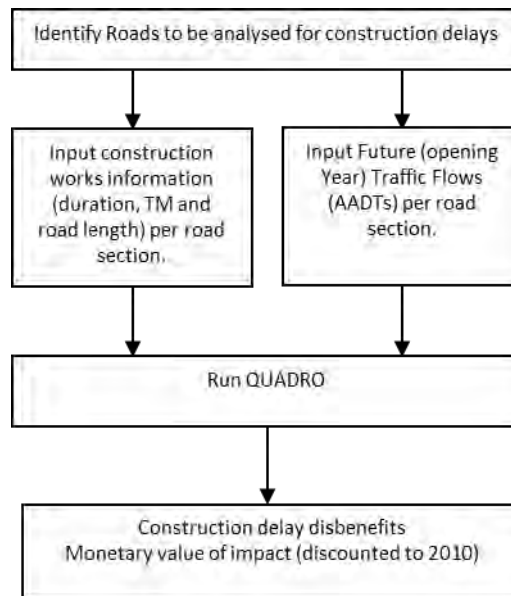 Identify Roads to be analysed for construction delays
Input construction
works information
(duration, TM and
road length) per road
section.
Input Future (opening
Year) Traffic Flows
(AADTs) per road
section.
Run QUADRO
Construction delay disbenefits
Monetary value of impact (discounted to 2010)